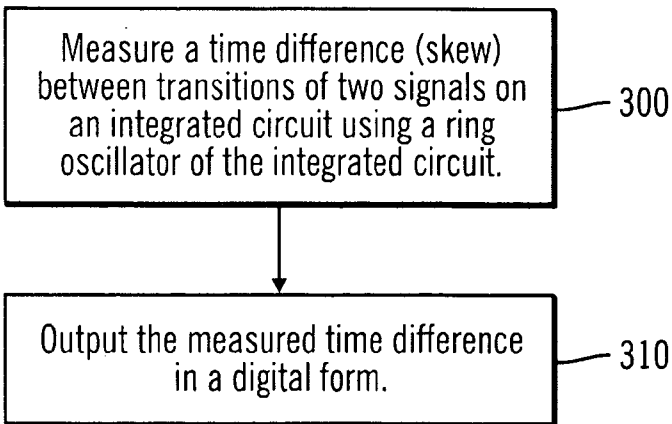 Measure a time difference (skew)
between transitions of two signals on
an integrated circuit using a ring
oscillator of the integrated circuit.
300
Output the measured time difference
in a digital form.
310